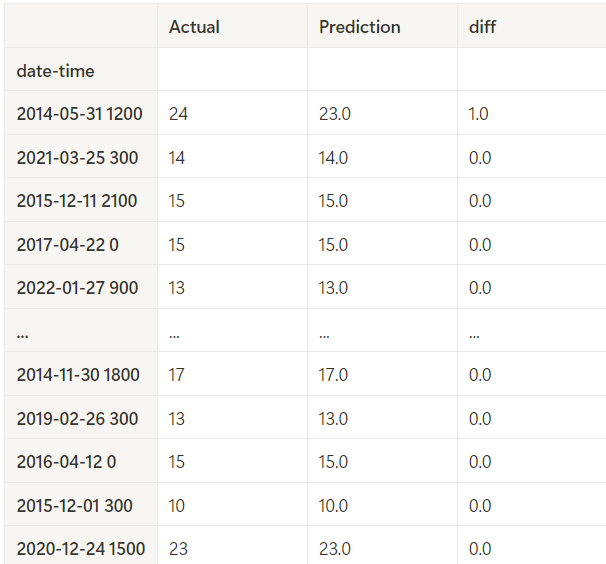 Actual Prediction diff
date-time
2014-05-31 1200 24 23.0 1.0
2021-03-25 300 14 14.0 0.0
2015-12-11 2100 15 15.0 0.0
2017-04-22 0 15 15.0 0.0
2022-01-27 900 13 13.0 0.0
... ... ... ...
2014-11-30 1800 17 17.0 0.0
2019-02-26 300 13 13.0 0.0
2016-04-12 0 15 15.0 0.0
2015-12-01 300 10 10.0 0.0
2020-12-24 1500 23 23.0 0.0